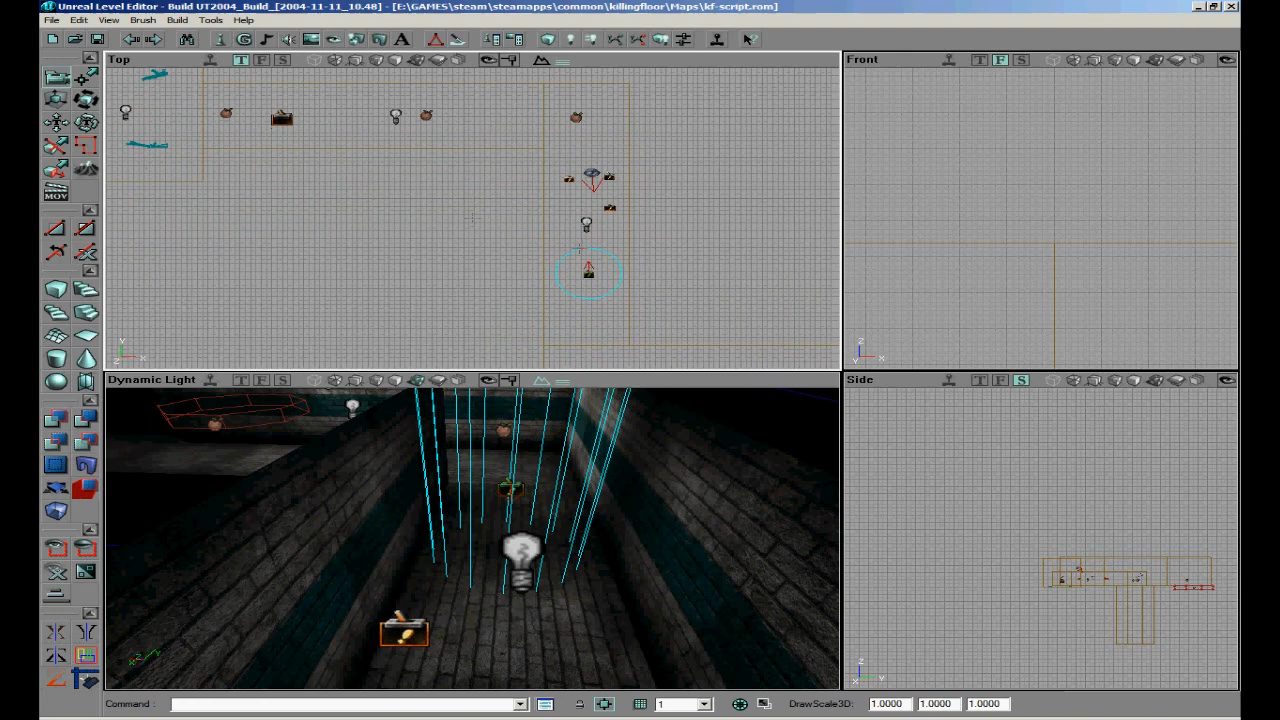 Unreal Level Editor - Build UT2004_Build_[2004-11-11_10.48] - [E:\GAMES\steam\steamapps\common\killingfloor\Maps\kf-script.rom]
File Edit View Brush Build Tools Help
Top T F S
Front T F S
MOV
Y
Z X
Z
Y X
Dynamic Light T F S
Side T F S
X Z Y
Z
X Y
Command : 1 DrawScale3D: 1.0000 1.0000 1.0000